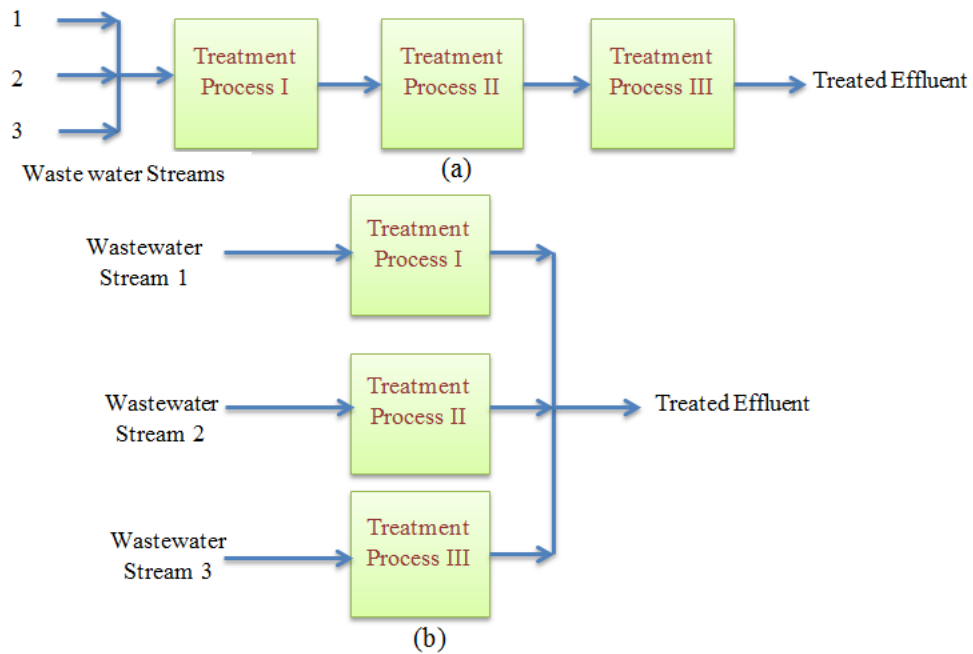 1
Treatment
Process I
Treatment
Process II
Treatment
Process III
2
Treated Effluent
3
Waste water Streams
(a)
Wastewater
Stream 1
Treatment
Process I
Wastewater
Stream 2
Treatment
Process II
Treated Effluent
Wastewater
Stream 3
Treatment
Process III
(b)